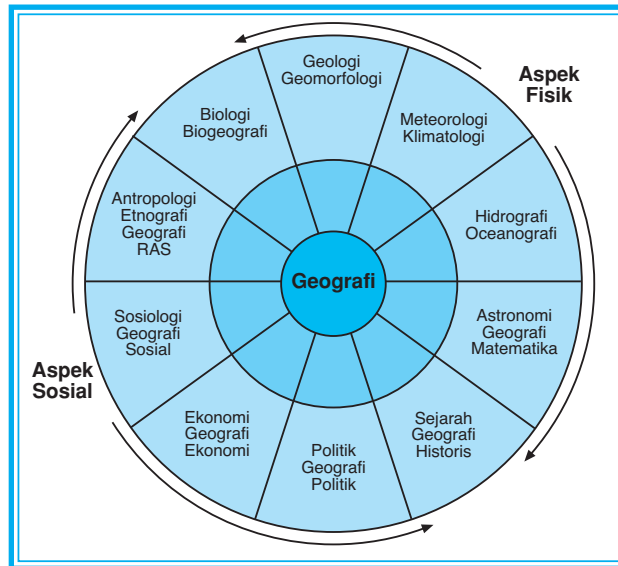 Geologi
Geomorfologi
Aspek
Fisik
Meteorologi
Klimatologi
Hidrografi
Oceanografi
Astronomi
Geografi
Matematika
Sejarah
Geografi
Historis
Politik
Geografi
Politik
Ekonomi
Geografi
Ekonomi
Aspek
Sosial
Sosiologi
Geografi
Sosial
Antropologi
Etnografi
Geografi
RAS
Biologi
Biogeografi
Geografi